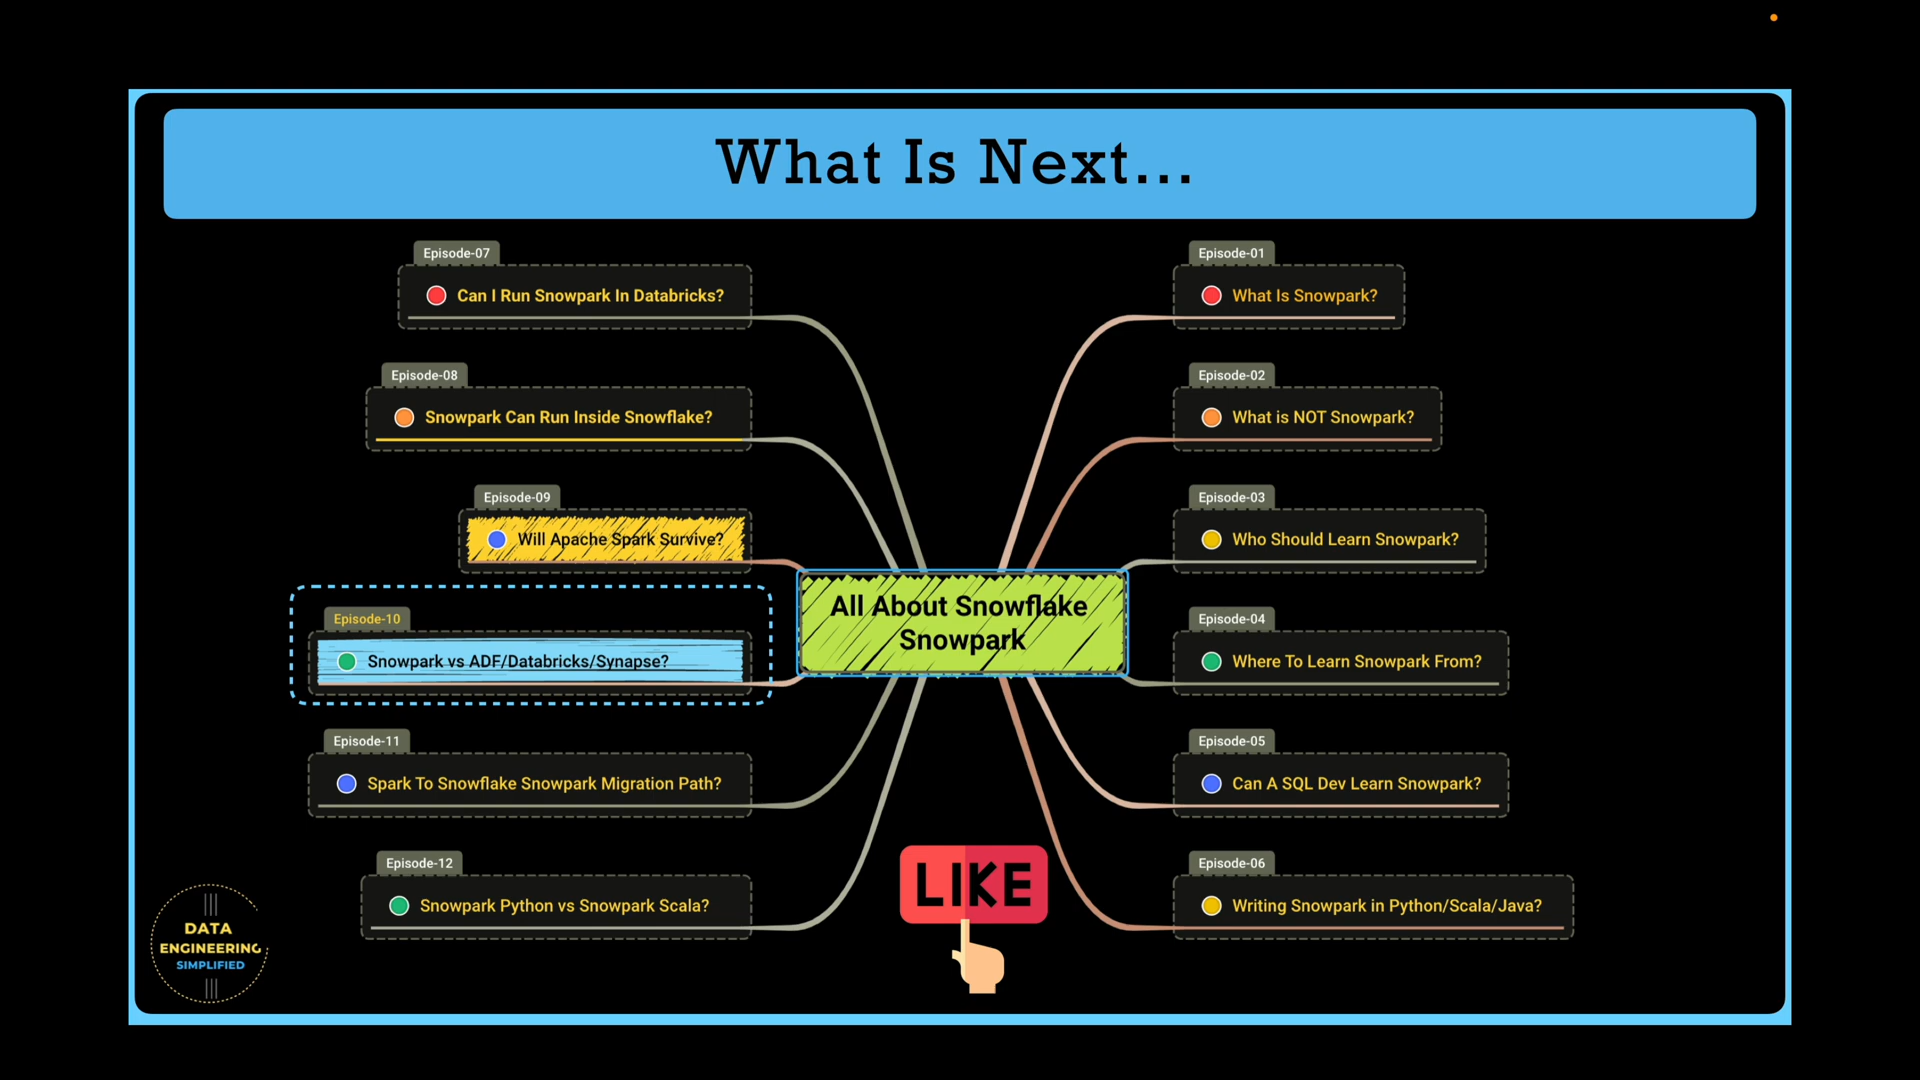 What Is Next...
Episode-07
Can I Run Snowpark In Databricks?
Episode-08
Snowpark Can Run Inside Snowflake?
Episode-09
Will Apache Spark Survive?
Episode-10
Snowpark vs ADF/Databricks/Synapse?
Episode-11
Spark To Snowflake Snowpark Migration Path?
Episode-12
Snowpark Python vs Snowpark Scala?
All About Snowflake
Snowpark
Episode-01
What Is Snowpark?
Episode-02
What is NOT Snowpark?
Episode-03
Who Should Learn Snowpark?
Episode-04
Where To Learn Snowpark From?
Episode-05
Can A SQL Dev Learn Snowpark?
Episode-06
Writing Snowpark in Python/Scala/Java?
LIKE
DATA
ENGINEERING
SIMPLIFIED